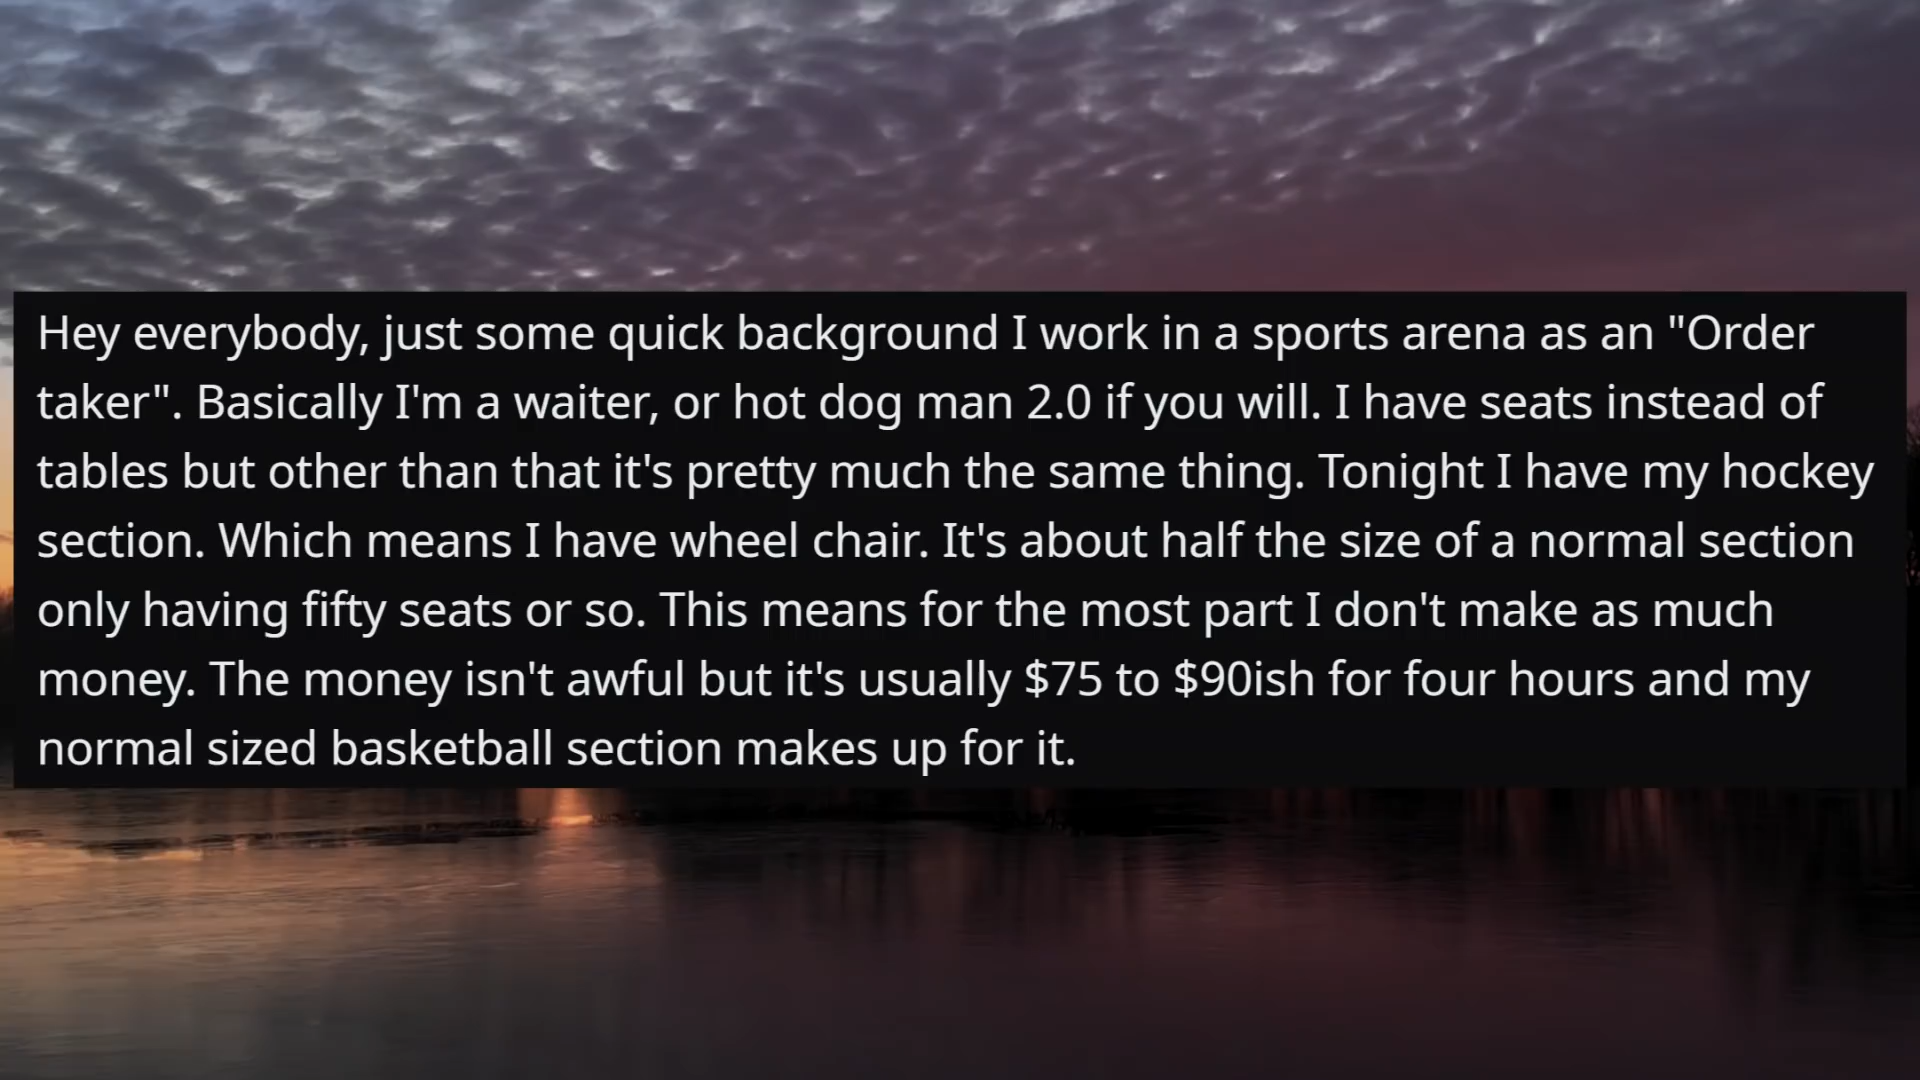 Hey everybody, just some quick background I work in a sports arena as an "Order
taker". Basically I'm a waiter, or hot dog man 2.0 if you will. I have seats instead of
tables but other than that it's pretty much the same thing. Tonight I have my hockey
section. Which means I have wheel chair. It's about half the size of a normal section
only having fifty seats or so. This means for the most part I don't make as much
money. The money isn't awful but it's usually $75 to $90ish for four hours and my
normal sized basketball section makes up for it.